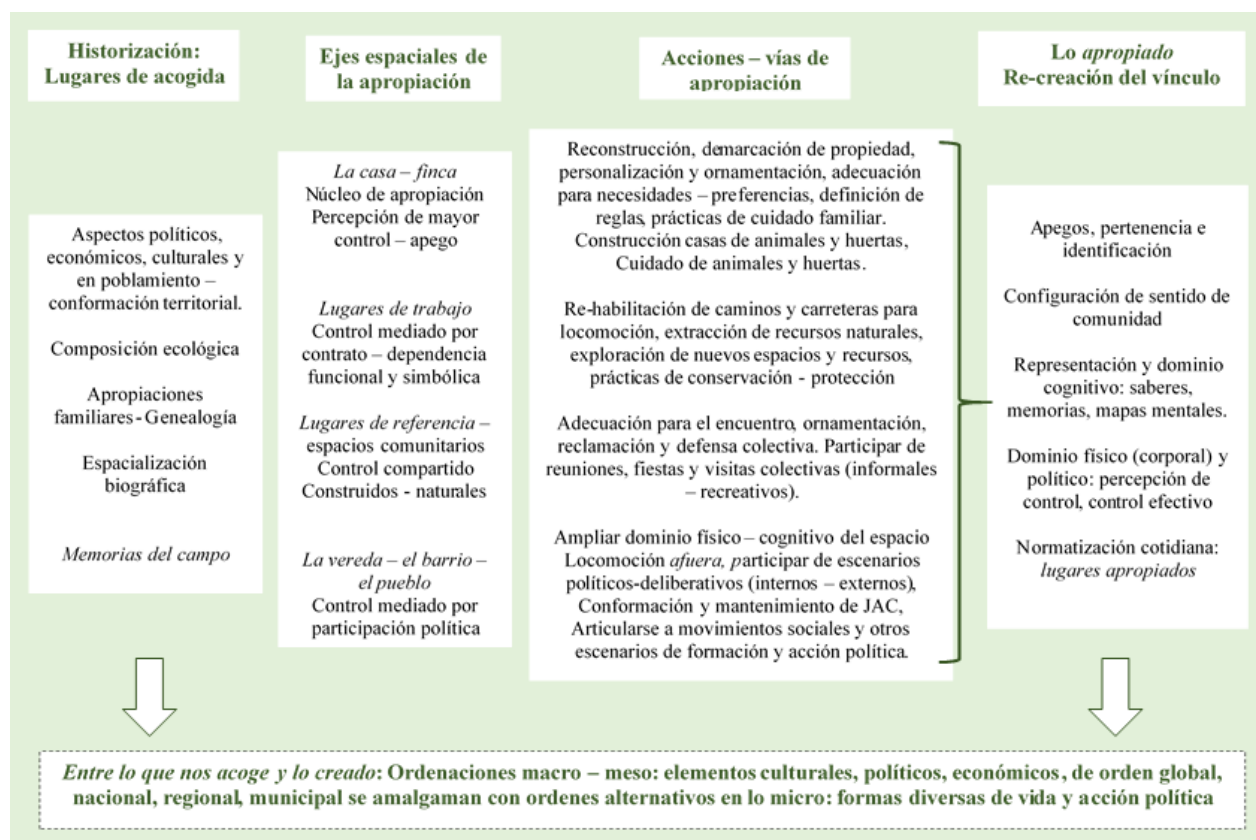 Historización:
Lugares de acogida
Aspectos políticos,
económicos, culturales y
en poblamiento –
conformación territorial.
Composición ecológica
Apropiaciones
familiares - Genealogía
Espacialización
biográfica
Memorias del campo
Ejes espaciales de
la apropiación
La casa – finca
Núcleo de apropiación
Percepción de mayor
control – apego
Lugares de trabajo
Control mediado por
contrato – dependencia
funcional y simbólica
Lugares de referencia –
espacios comunitarios
Control compartido
Construidos - naturales
La vereda – el barrio –
el pueblo
Control mediado por
participación política
Acciones – vías de
apropiación
Reconstrucción, demarcación de propiedad,
personalización y ornamentación, adecuación
para necesidades – preferencias, definición de
reglas, prácticas de cuidado familiar.
Construcción casas de animales y huertas,
Cuidado de animales y huertas.
Re-habilitación de caminos y carreteras para
locomoción, extracción de recursos naturales,
exploración de nuevos espacios y recursos,
prácticas de conservación - protección
Adecuación para el encuentro, ornamentación,
reclamación y defensa colectiva. Participar de
reuniones, fiestas y visitas colectivas (informales
– recreativos).
Ampliar dominio físico – cognitivo del espacio
Locomoción afuera, participar de escenarios
políticos-deliberativos (internos – externos),
Conformación y mantenimiento de JAC,
Articularse a movimientos sociales y otros
escenarios de formación y acción política.
Lo apropiado
Re-creación del vínculo
Apegos, pertenencia e
identificación
Configuración de sentido de
comunidad
Representación y dominio
cognitivo: saberes,
memorias, mapas mentales.
Dominio físico (corporal) y
político: percepción de
control, control efectivo
Normatización cotidiana:
lugares apropiados
Entre lo que nos acoge y lo creado: Ordenaciones macro – meso: elementos culturales, políticos, económicos, de orden global,
nacional, regional, municipal se amalgaman con ordenes alternativos en lo micro: formas diversas de vida y acción política